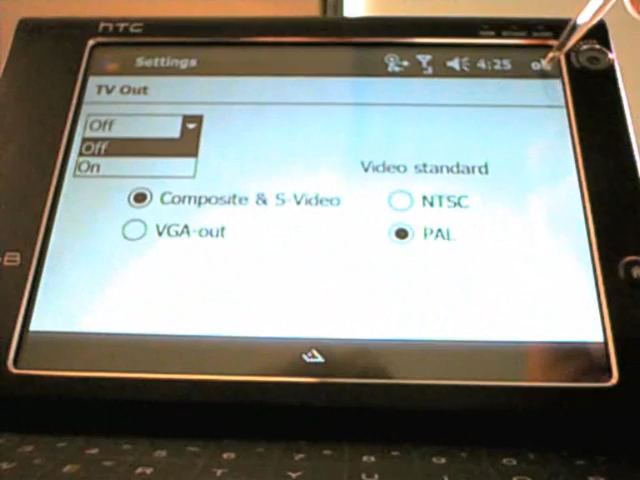 hTC
Settings 4:25 ok
TV Out
Off
Off
On
Video standard
Composite & S-Video NTSC
VGA-out PAL